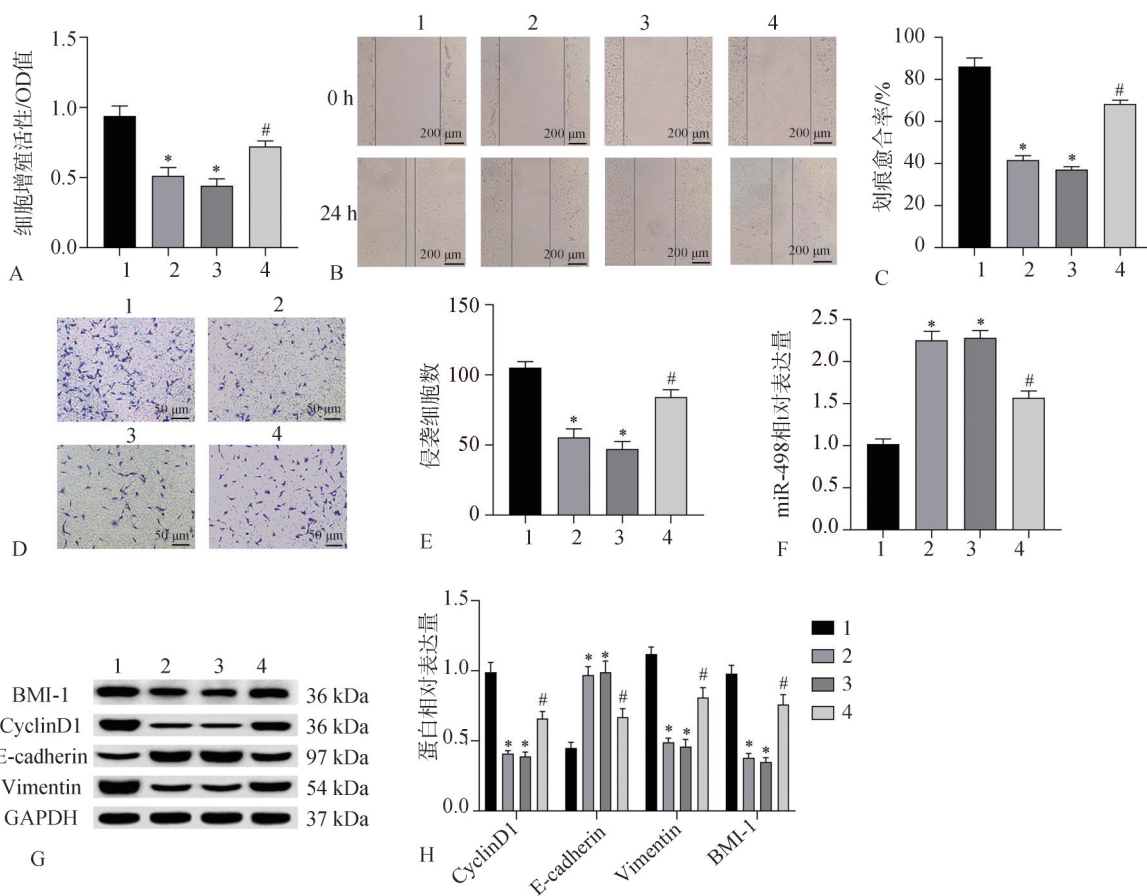 1.5
1.0
0.5
0.0
细胞增殖活性/OD值
*
*
#
1 2 3 4
A
1 2 3 4
0 h
200 μm
200 μm
200 μm
200 μm
24 h
200 μm
200 μm
200 μm
200 μm
B
100
80
60
40
20
0
划痕愈合率/%
*
*
#
1 2 3 4
C
1 2
50 μm
50 μm
3 4
50 μm
50 μm
D
150
100
50
0
侵袭细胞数
*
*
#
1 2 3 4
E
2.5
2.0
1.5
1.0
0.5
0.0
miR-498相对表达量
*
*
#
1 2 3 4
F
1 2 3 4
BMI-1 36 kDa
CyclinD1 36 kDa
E-cadherin 97 kDa
Vimentin 54 kDa
GAPDH 37 kDa
G
1.5
1.0
0.5
0.0
蛋白相对表达量
* * #
* * #
* * #
* * #
CyclinD1
E-cadherin
Vimentin
BMI-1
1
2
3
4
H